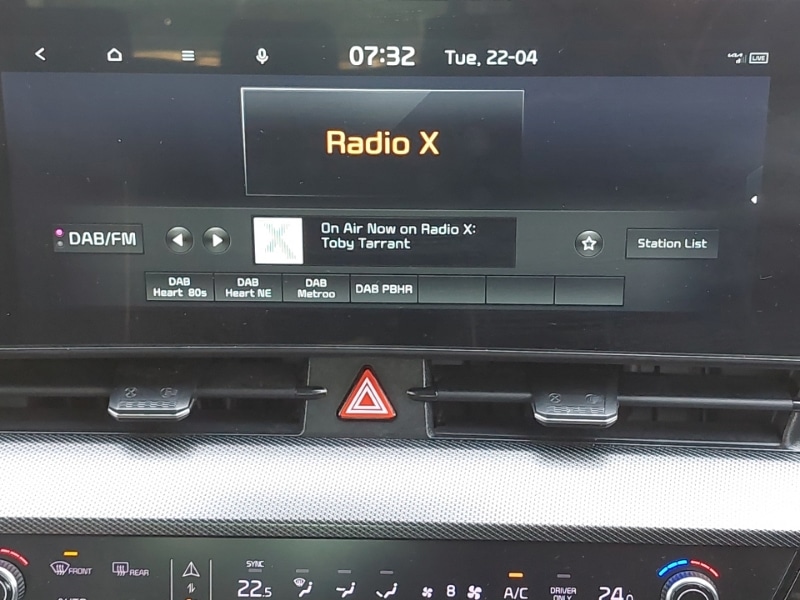 07:32 Tue, 22-04
KIA LIVE
Radio X
DAB/FM
On Air Now on Radio X:
Toby Tarrant
Station List
DAB
Heart 80s
DAB
Heart NE
DAB
Metroo
DAB PBHR
FRONT
REAR
SYNC
22.5
8
A/C
DRIVER
ONLY
24.0